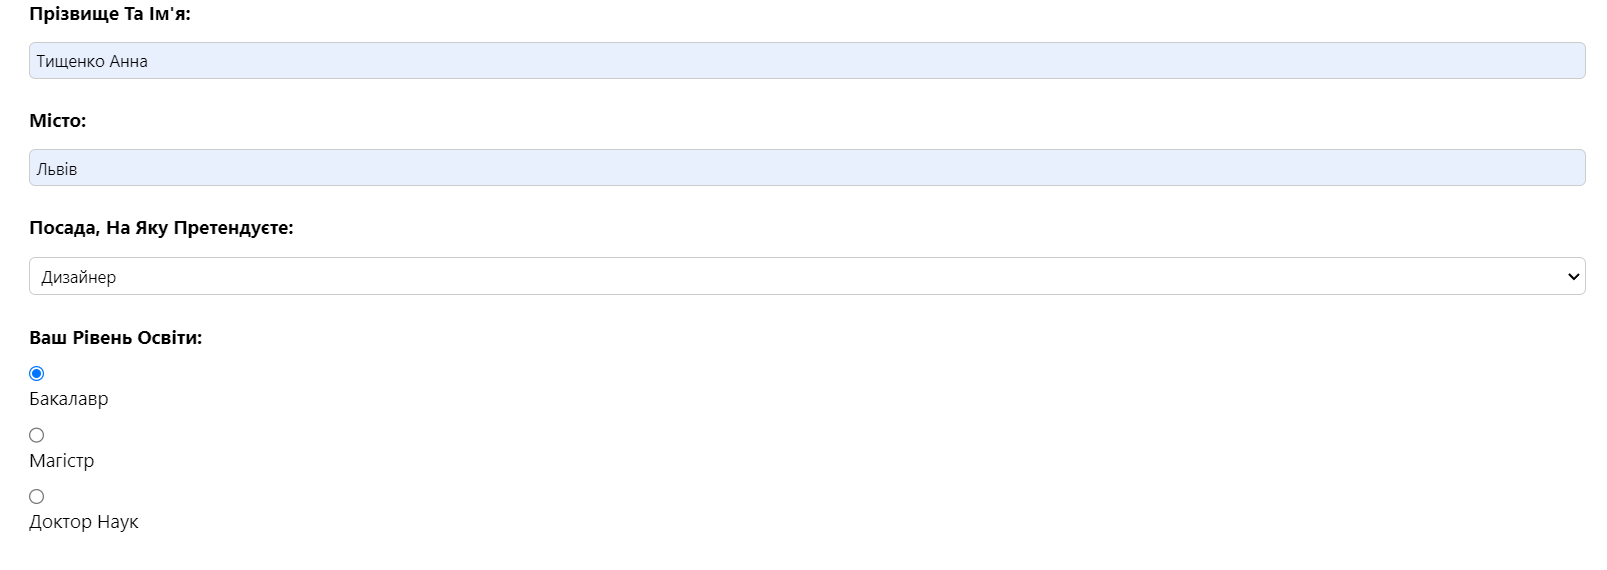 Прізвище Та Ім'я:
Тищенко Анна
Місто:
Львів
Посада, На Яку Претендуєте:
Дизайнер
Ваш Рівень Освіти:
Бакалавр
Магістр
Доктор Наук